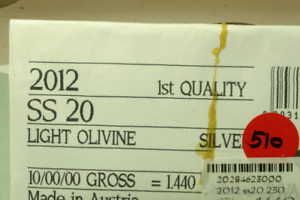 2012 1st QUALITY
SS 20
LIGHT OLIVINE SILVER
510
10/00/00 GROSS = 1.440
20284623000
2012 ss20 230
Made in Austria